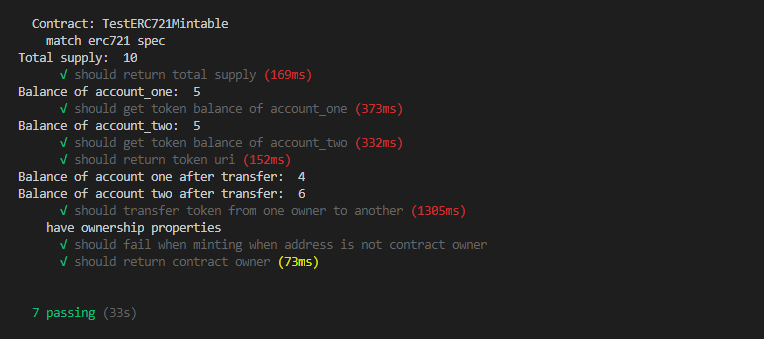 Contract: TestERC721Mintable
match erc721 spec
Total supply:  10
√ should return total supply (169ms)
Balance of account_one:  5
√ should get token balance of account_one (373ms)
Balance of account_two:  5
√ should get token balance of account_two (332ms)
√ should return token uri (152ms)
Balance of account one after transfer:  4
Balance of account two after transfer:  6
√ should transfer token from one owner to another (1305ms)
have ownership properties
√ should fail when minting when address is not contract owner
√ should return contract owner (73ms)
7 passing (33s)